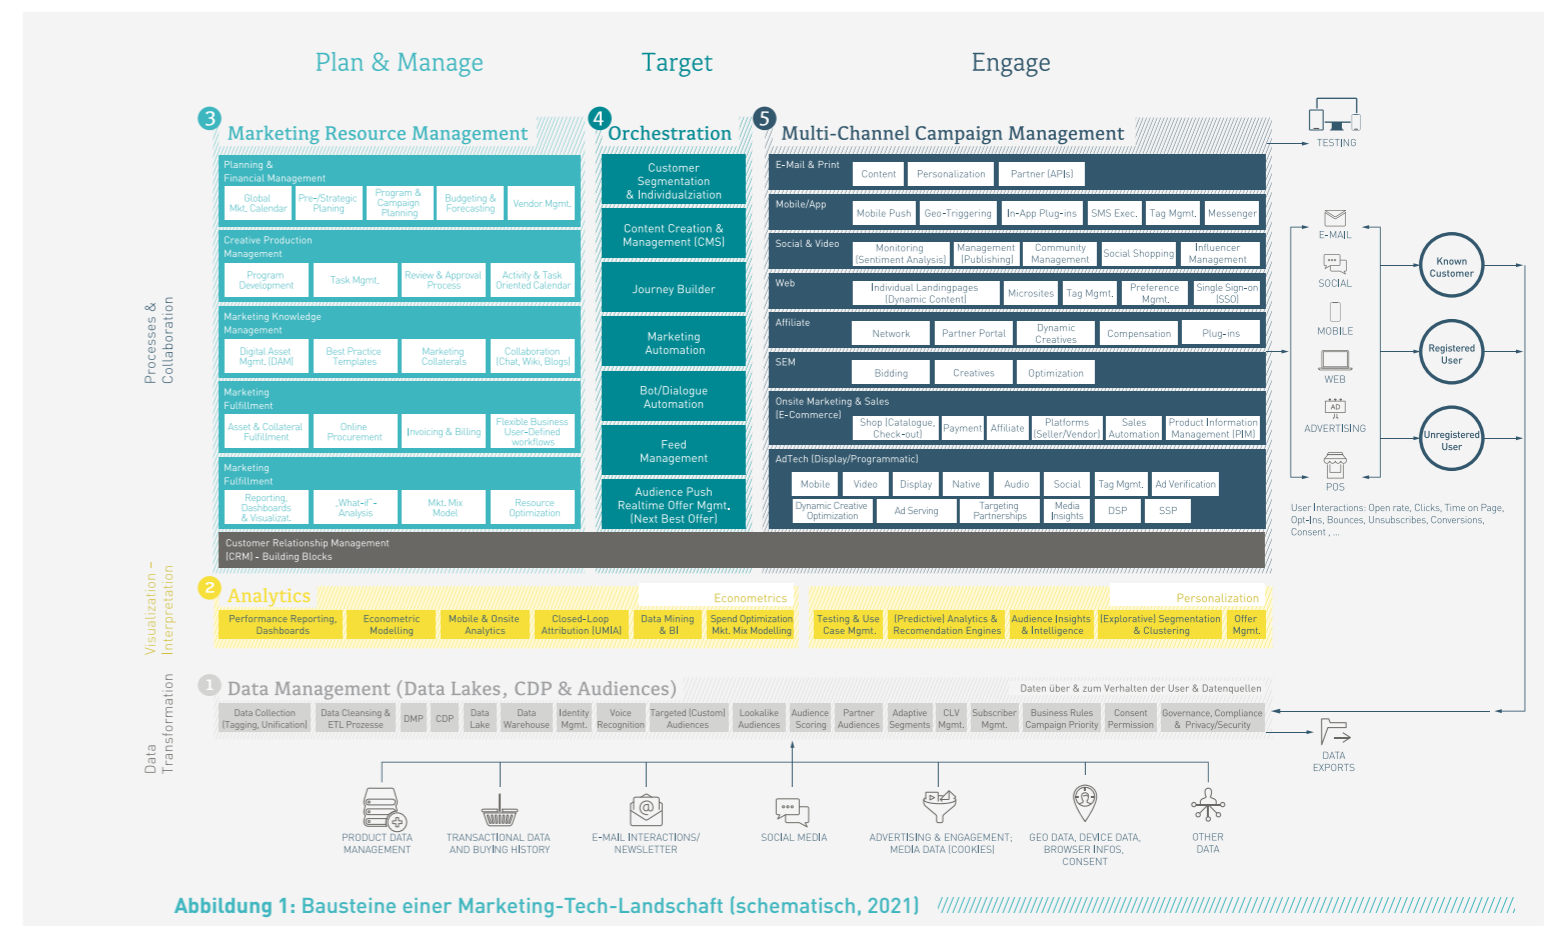 Plan & Manage
Target
Engage
3
Marketing Resource Management
Planning &
Financial Management
Global
Mkt. Calendar
Pre-/Strategic
Planing
Program &
Campaign
Planning
Budgeting &
Forecasting
Vendor Mgmt.
Creative Production
Management
Program
Development
Task Mgmt.
Review & Approval
Process
Activity & Task
Oriented Calendar
Marketing Knowledge
Management
Digital Asset
Mgmt. (DAM)
Best Practice
Templates
Marketing
Collaterals
Collaboration
(Chat, Wiki, Blogs)
Marketing
Fulfillment
Asset & Collateral
Fulfillment
Online
Procurement
Invoicing & Billing
Flexible Business
User-Defined
workflows
Marketing
Fulfillment
Reporting,
Dashboards
& Visualizat.
„What-if"-
Analysis
Mkt. Mix
Model
Resource
Optimization
4
Orchestration
Customer
Segmentation
& Individualziation
Content Creation &
Management (CMS)
Journey Builder
Marketing
Automation
Bot/Dialogue
Automation
Feed
Management
Audience Push
Realtime Offer Mgmt.
(Next Best Offer)
5
Multi-Channel Campaign Management
E-Mail & Print
Content
Personalization
Partner (APIs)
Mobile/App
Mobile Push
Geo-Triggering
In-App Plug-ins
SMS Exec.
Tag Mgmt.
Messenger
Social & Video
Monitoring
(Sentiment Analysis)
Management
(Publishing)
Community
Management
Social Shopping
Influencer
Management
Web
Individual Landingpages
(Dynamic Content)
Microsites
Tag Mgmt.
Preference
Mgmt.
Single Sign-on
(SSO)
Affiliate
Network
Partner Portal
Dynamic
Creatives
Compensation
Plug-ins
SEM
Bidding
Creatives
Optimization
Onsite Marketing & Sales
(E-Commerce)
Shop (Catalogue,
Check-out)
Payment
Affiliate
Platforms
(Seller/Vendor)
Sales
Automation
Product Information
Management (PIM)
AdTech (Display/Programmatic)
Mobile
Video
Display
Native
Audio
Social
Tag Mgmt.
Ad Verification
Dynamic Creative
Optimization
Ad Serving
Targeting
Partnerships
Media
Insights
DSP
SSP
Customer Relationship Management
(CRM) - Building Blocks
Processes &
Collaboration
TESTING
E-MAIL
SOCIAL
MOBILE
WEB
AD
ADVERTISING
POS
Known
Customer
Registered
User
Unregistered
User
User Interactions: Open rate, Clicks, Time on Page,
Opt-Ins, Bounces, Unsubscribes, Conversions,
Consent , ...
Visualization –
Interpretation
2
Analytics
Econometrics
Personalization
Performance Reporting,
Dashboards
Econometric
Modelling
Mobile & Onsite
Analytics
Closed-Loop
Attribution (UMIA)
Data Mining
& BI
Spend Optimization
Mkt. Mix Modelling
Testing & Use
Case Mgmt.
(Predictive) Analytics &
Recomendation Engines
Audience Insights
& Intelligence
(Explorative) Segmentation
& Clustering
Offer
Mgmt.
Data
Transformation
1
Data Management (Data Lakes, CDP & Audiences)
Daten über & zum Verhalten der User & Datenquellen
Data Collection
(Tagging, Unification)
Data Cleansing &
ETL Prozesse
DMP
CDP
Data
Lake
Data
Warehouse
Identity
Mgmt.
Voice
Recognition
Targeted (Custom)
Audiences
Lookalike
Audiences
Audience
Scoring
Partner
Audiences
Adaptive
Segments
CLV
Mgmt.
Subscriber
Mgmt.
Business Rules
Campaign Priority
Consent
Permission
Governance, Compliance
& Privacy/Security
DATA
EXPORTS
PRODUCT DATA
MANAGEMENT
TRANSACTIONAL DATA
AND BUYING HISTORY
@
E-MAIL INTERACTIONS/
NEWSLETTER
SOCIAL MEDIA
ADVERTISING & ENGAGEMENT;
MEDIA DATA (COOKIES)
GEO DATA, DEVICE DATA,
BROWSER INFOS,
CONSENT
OTHER
DATA
Abbildung 1: Bausteine einer Marketing-Tech-Landschaft (schematisch, 2021)